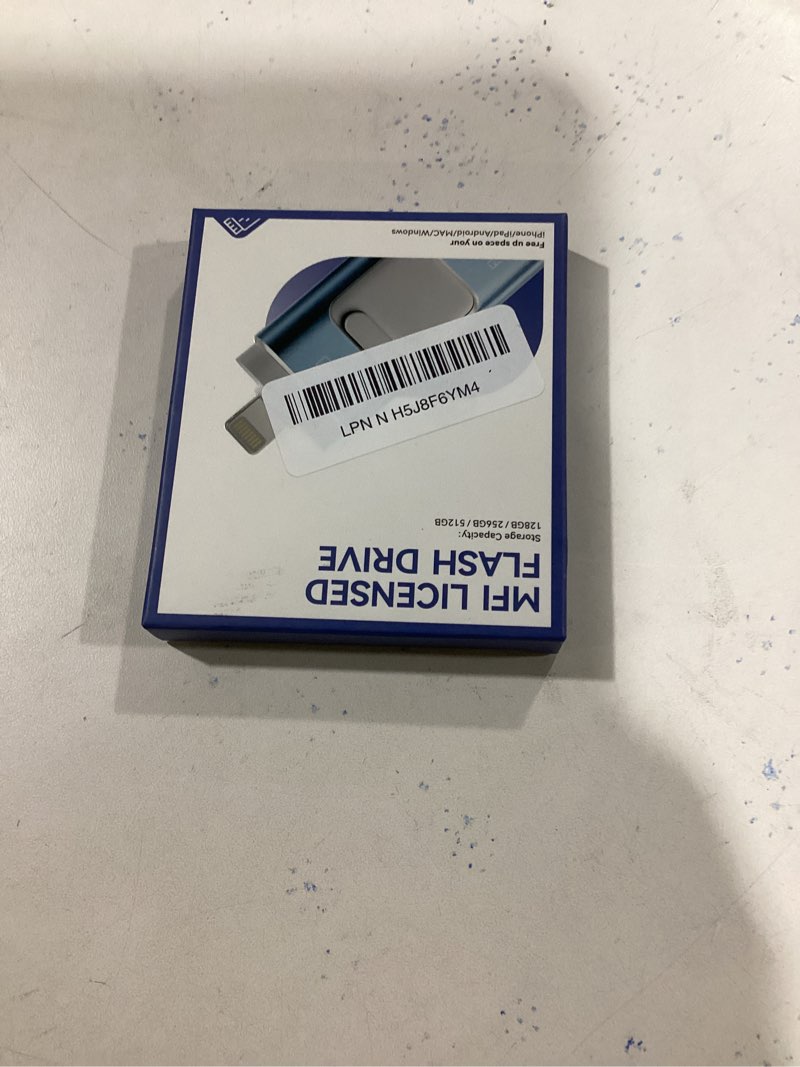 MFI LICENSED
FLASH DRIVE
Storage Capacity:
128GB / 256GB / 512GB
LPN N H5J8F6YM4
Free up space on your
iPhone/iPad/Android/MAC/Windows